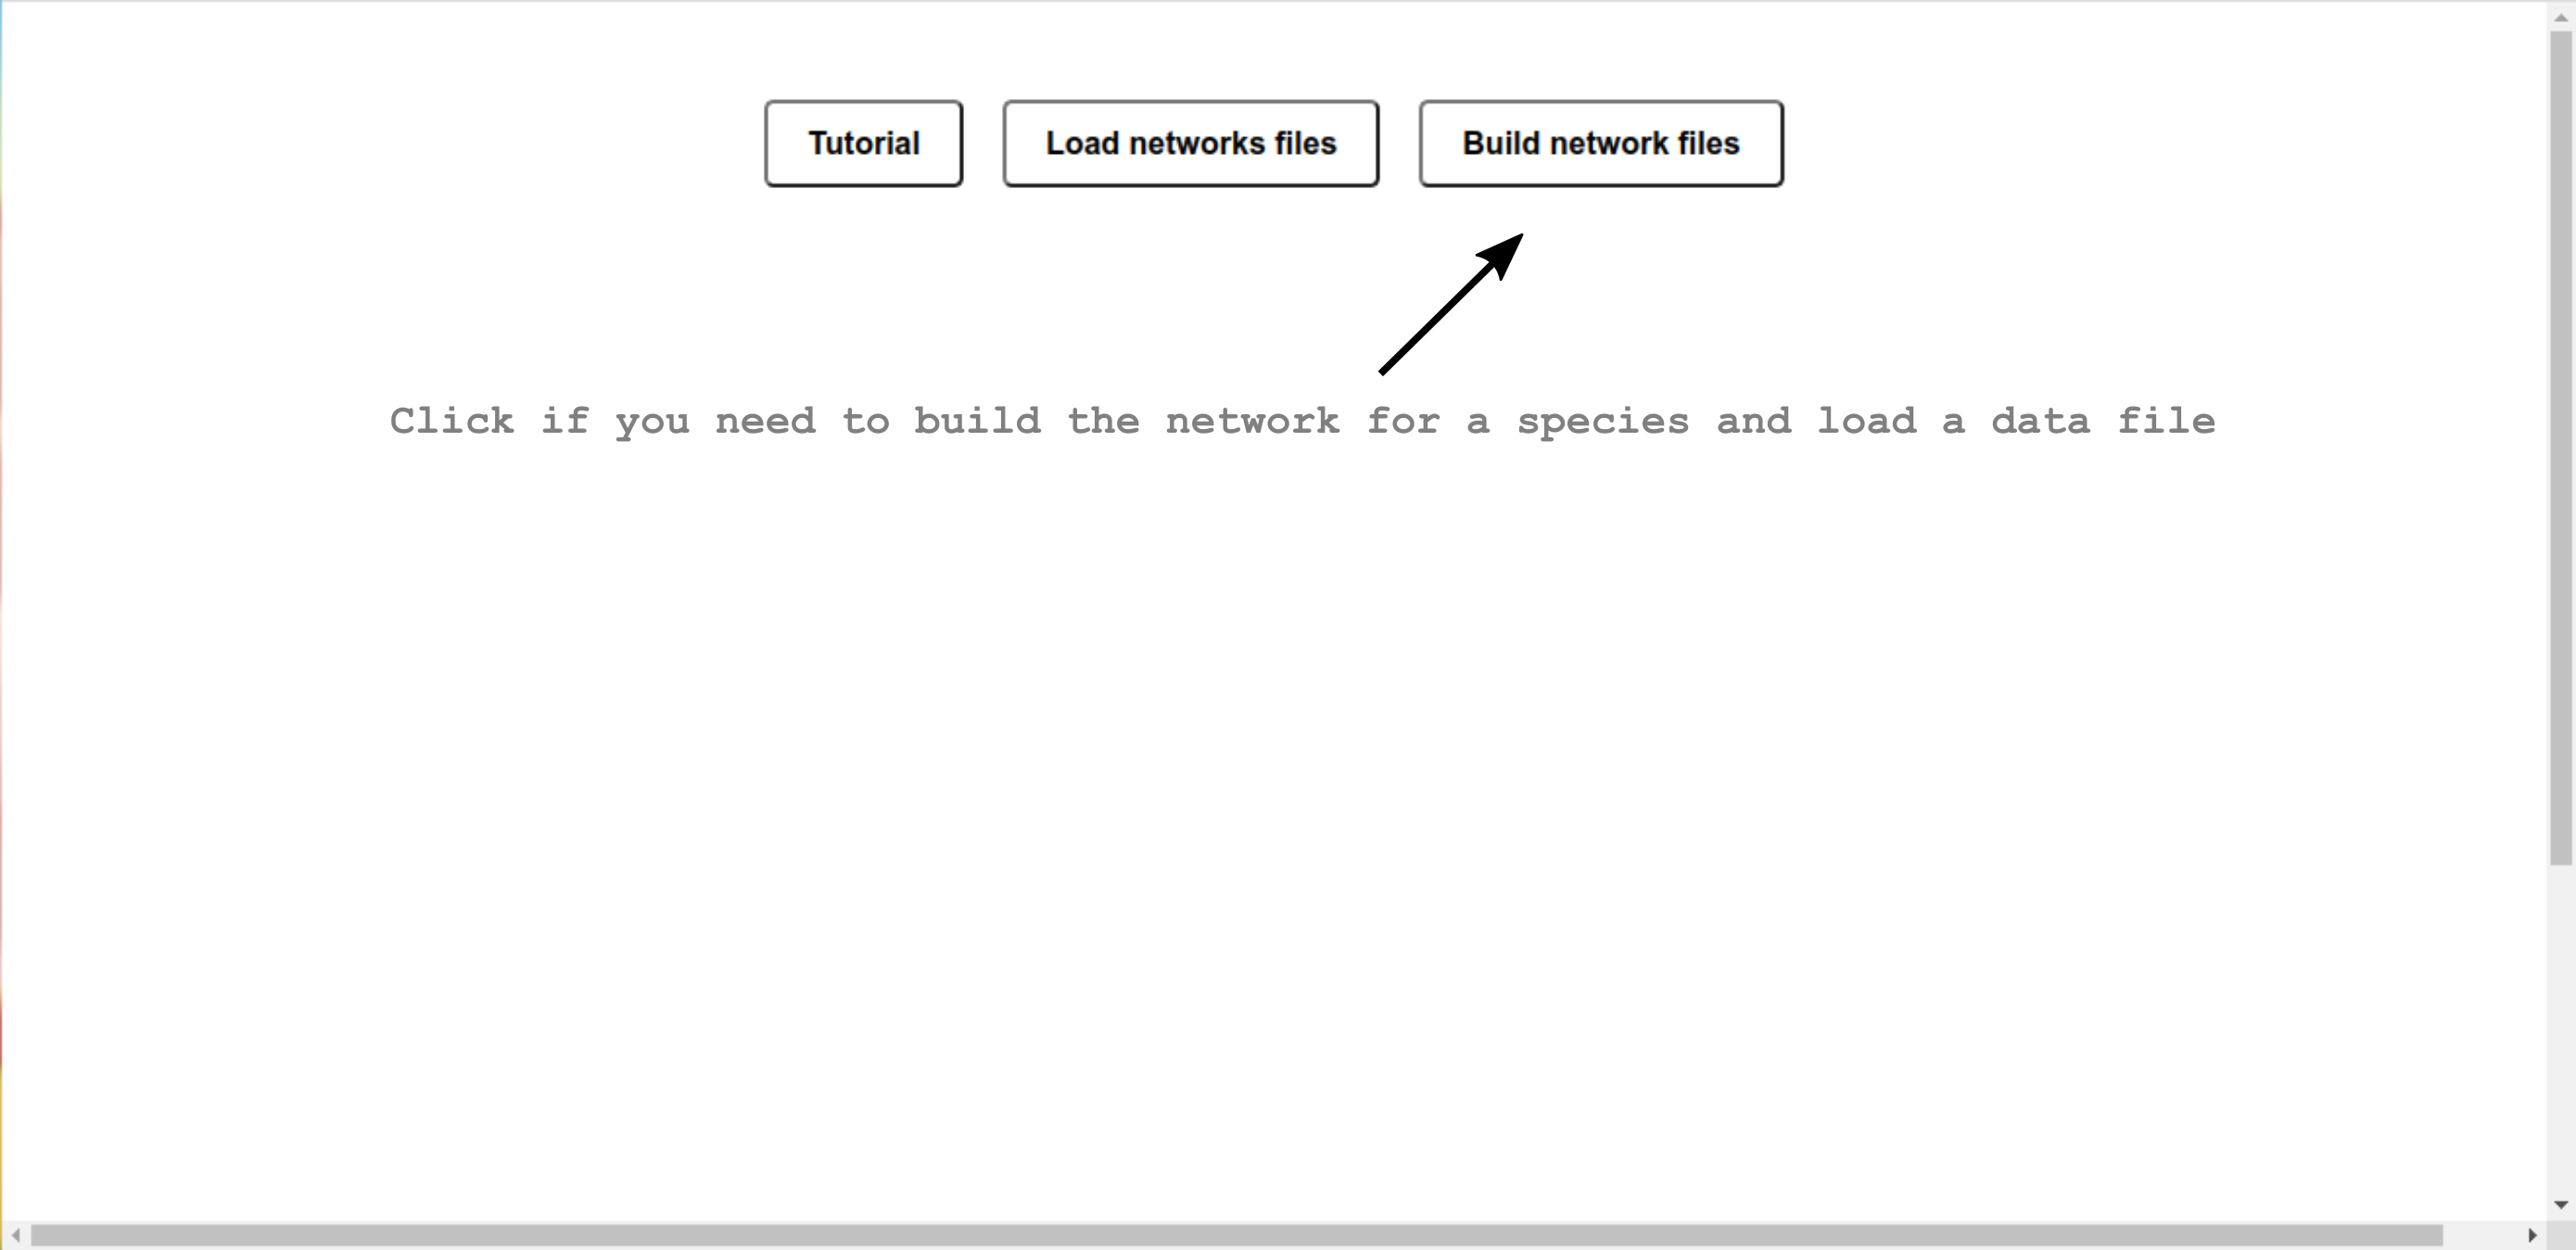 Tutorial
Load networks files
Build network files
Click if you need to build the network for a species and load a data file